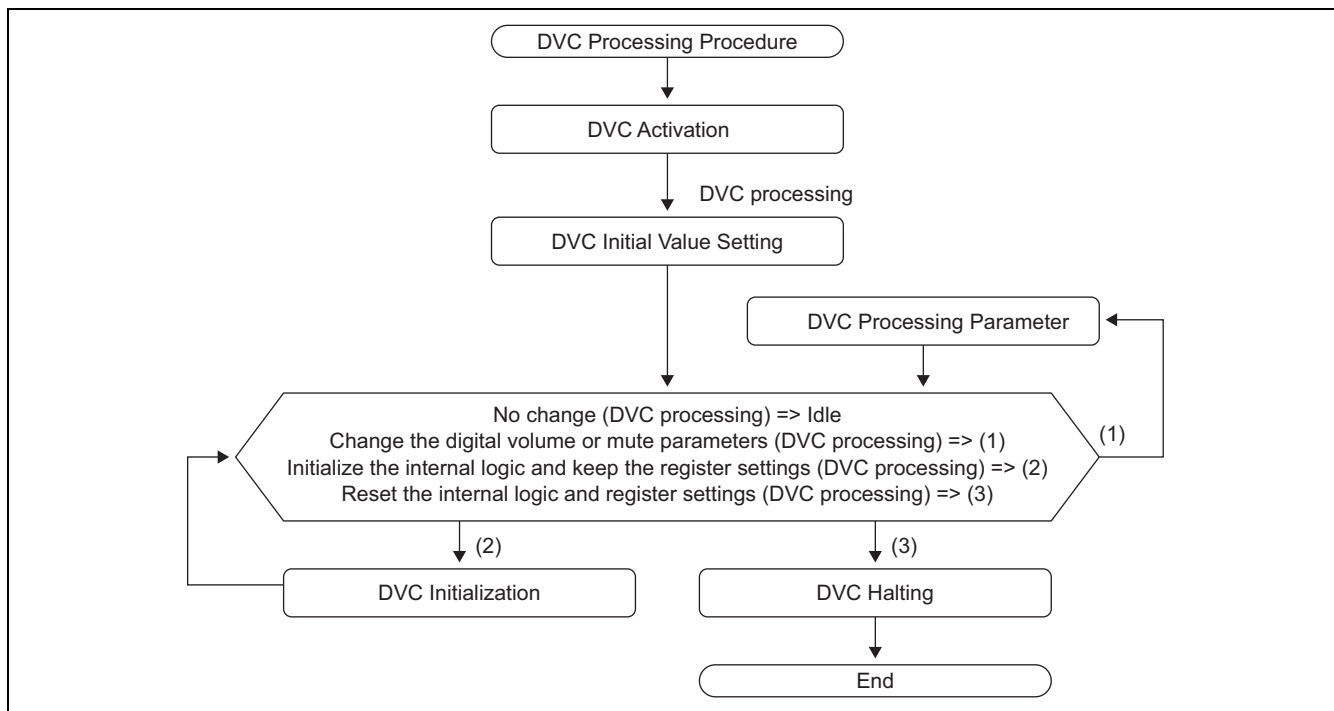 DVC Processing Procedure
DVC Activation
DVC processing
DVC Initial Value Setting
DVC Processing Parameter
No change (DVC processing) => Idle
Change the digital volume or mute parameters (DVC processing) => (1)
(1)
Initialize the internal logic and keep the register settings (DVC processing) => (2)
Reset the internal logic and register settings (DVC processing) => (3)
(2)
(3)
DVC Initialization
DVC Halting
End